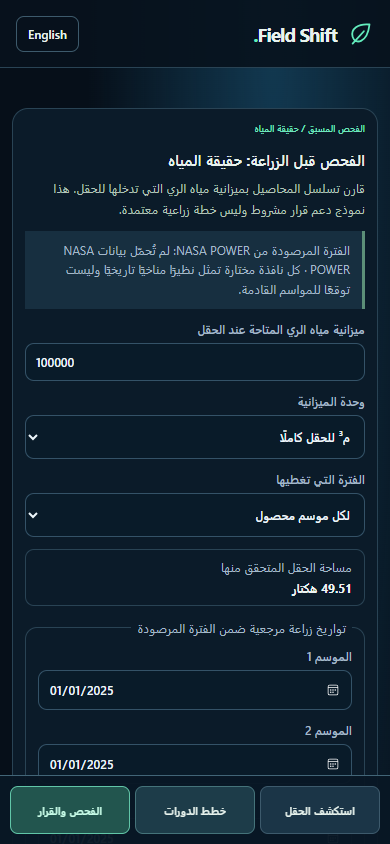 Field Shift.
English
الفحص المسبق / حقيقة المياه
الفحص قبل الزراعة: حقيقة المياه
قارن تسلسل المحاصيل بميزانية مياه الري التي تدخلها للحقل. هذا
نموذج دعم قرار مشروط وليس خطة زراعية معتمدة.
الفترة المرصودة من NASA POWER: لم تُحمّل بيانات NASA
POWER · كل نافذة مختارة تمثل نظيرًا مناخيًا تاريخيًا وليست
توقعًا للمواسم القادمة.
ميزانية مياه الري المتاحة عند الحقل
100000
وحدة الميزانية
م³ للحقل كاملًا
الفترة التي تغطيها
لكل موسم محصول
مساحة الحقل المتحقق منها
49.51 هكتار
تواريخ زراعة مرجعية ضمن الفترة المرصودة
الموسم 1
01/01/2025
الموسم 2
01/01/2025
استكشف الحقل
خطط الدورات
الفحص والقرار